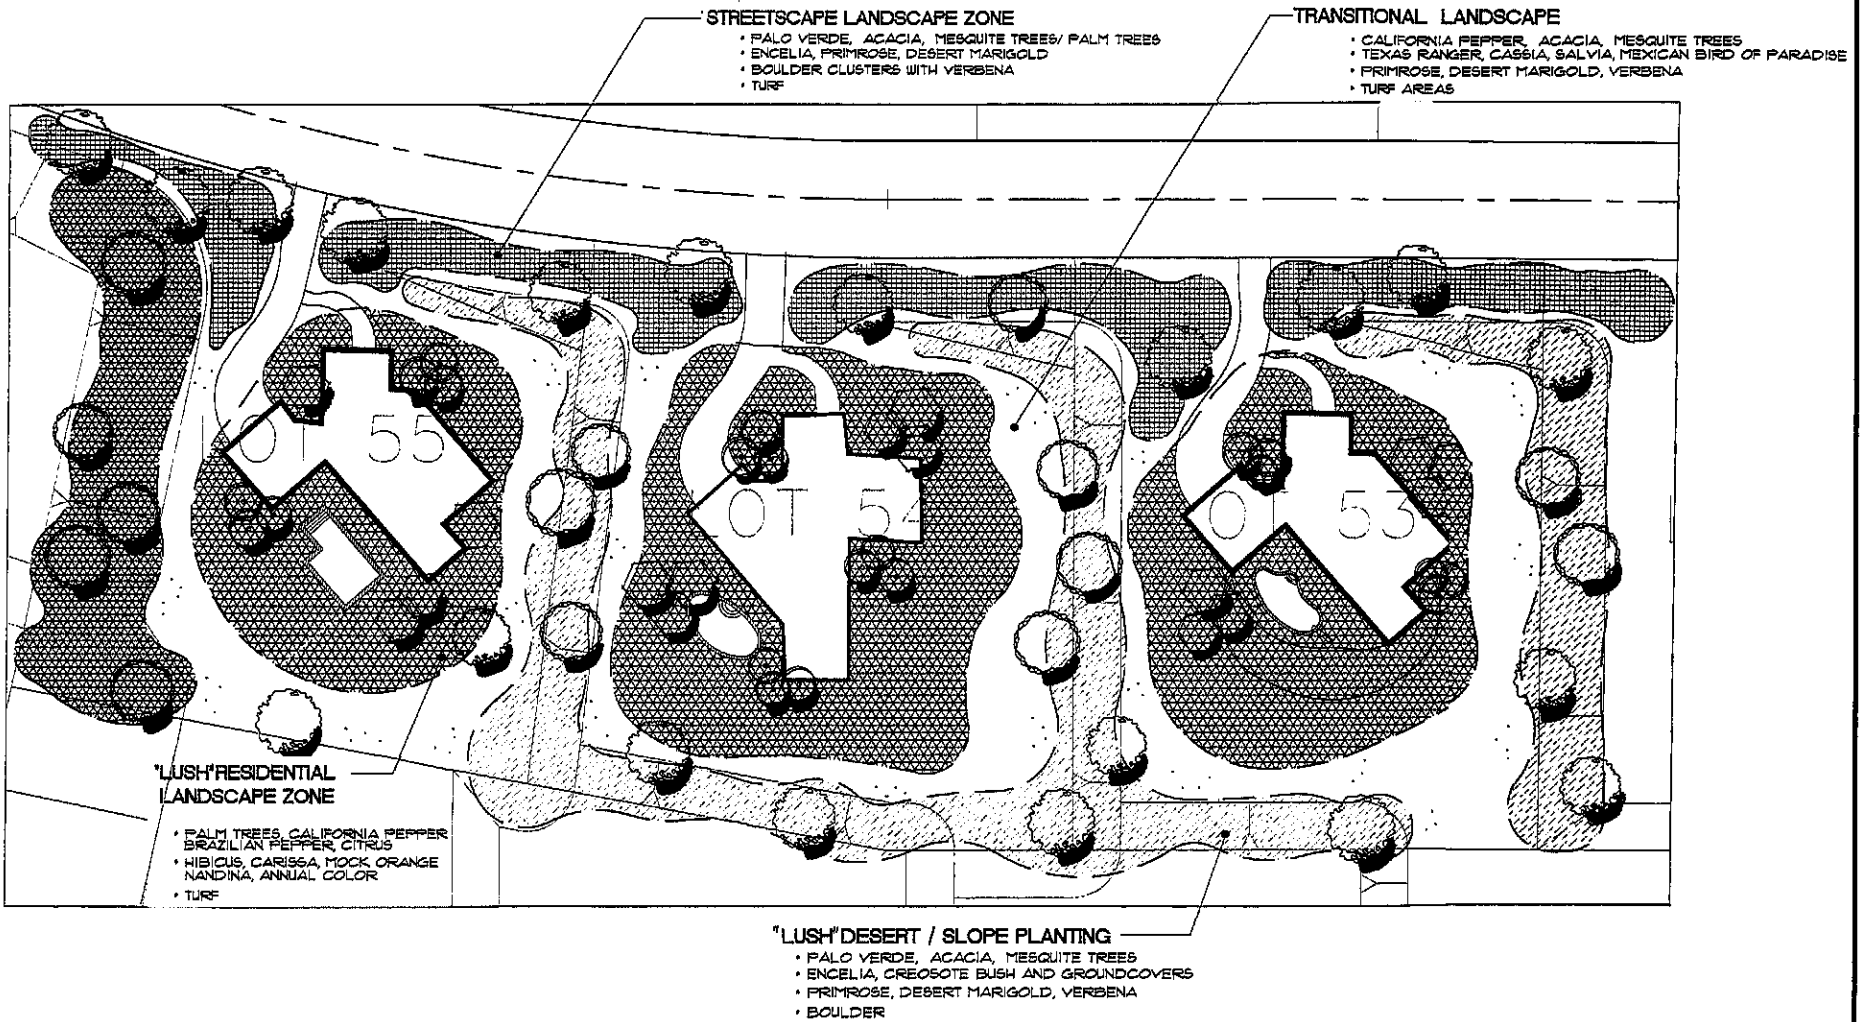 STREETSCAPE LANDSCAPE ZONE
• PALO VERDE, ACACIA, MESQUITE TREES/ PALM TREES
• ENCELIA, PRIMROSE, DESERT MARIGOLD
• BOULDER CLUSTERS WITH VERBENA
• TURF
TRANSITIONAL LANDSCAPE
• CALIFORNIA PEPPER, ACACIA, MESQUITE TREES
• TEXAS RANGER, CASSIA, SALVIA, MEXICAN BIRD OF PARADISE
• PRIMROSE, DESERT MARIGOLD, VERBENA
• TURF AREAS
LOT 55
LOT 54
LOT 53
"LUSH" RESIDENTIAL
LANDSCAPE ZONE
• PALM TREES, CALIFORNIA PEPPER
BRAZILIAN PEPPER, CITRUS
• HIBICUS, CARISSA, MOCK ORANGE
NANDINA, ANNUAL COLOR
• TURF
"LUSH" DESERT / SLOPE PLANTING
• PALO VERDE, ACACIA, MESQUITE TREES
• ENCELIA, CREOSOTE BUSH AND GROUNDCOVERS
• PRIMROSE, DESERT MARIGOLD, VERBENA
• BOULDER